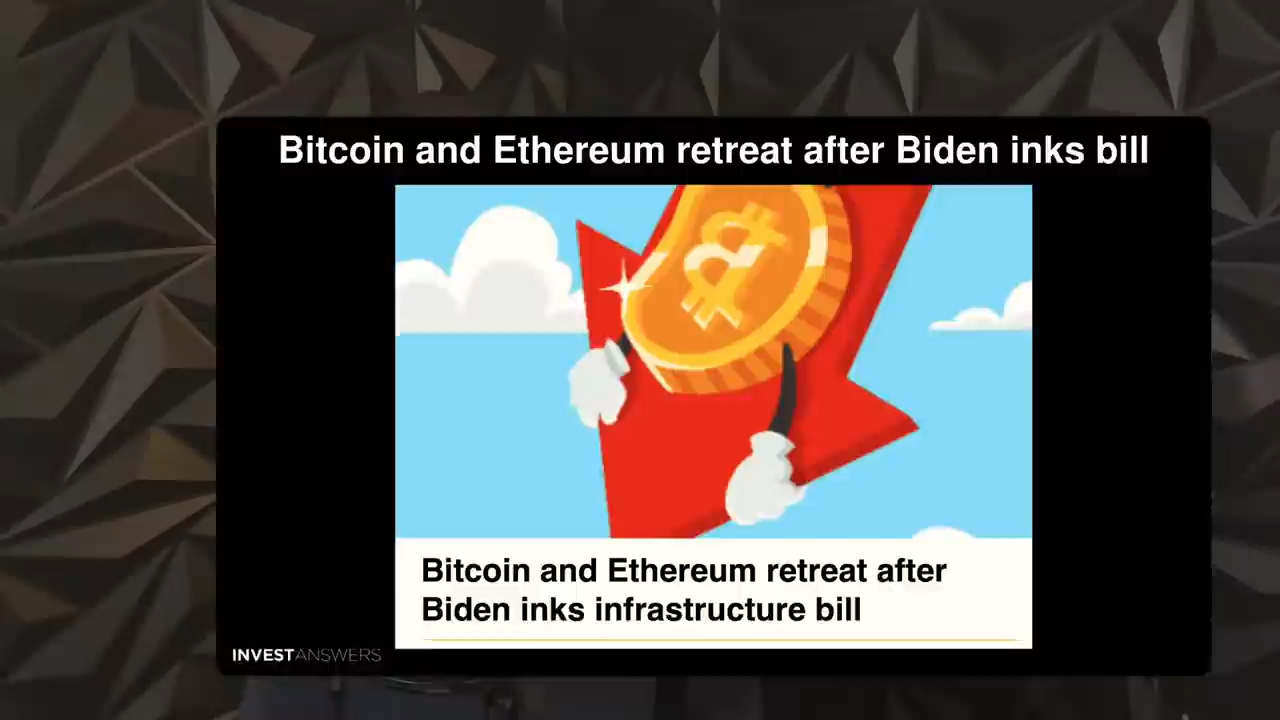 Bitcoin and Ethereum retreat after Biden inks bill
Bitcoin and Ethereum retreat after
Biden inks infrastructure bill
INVESTANSWERS